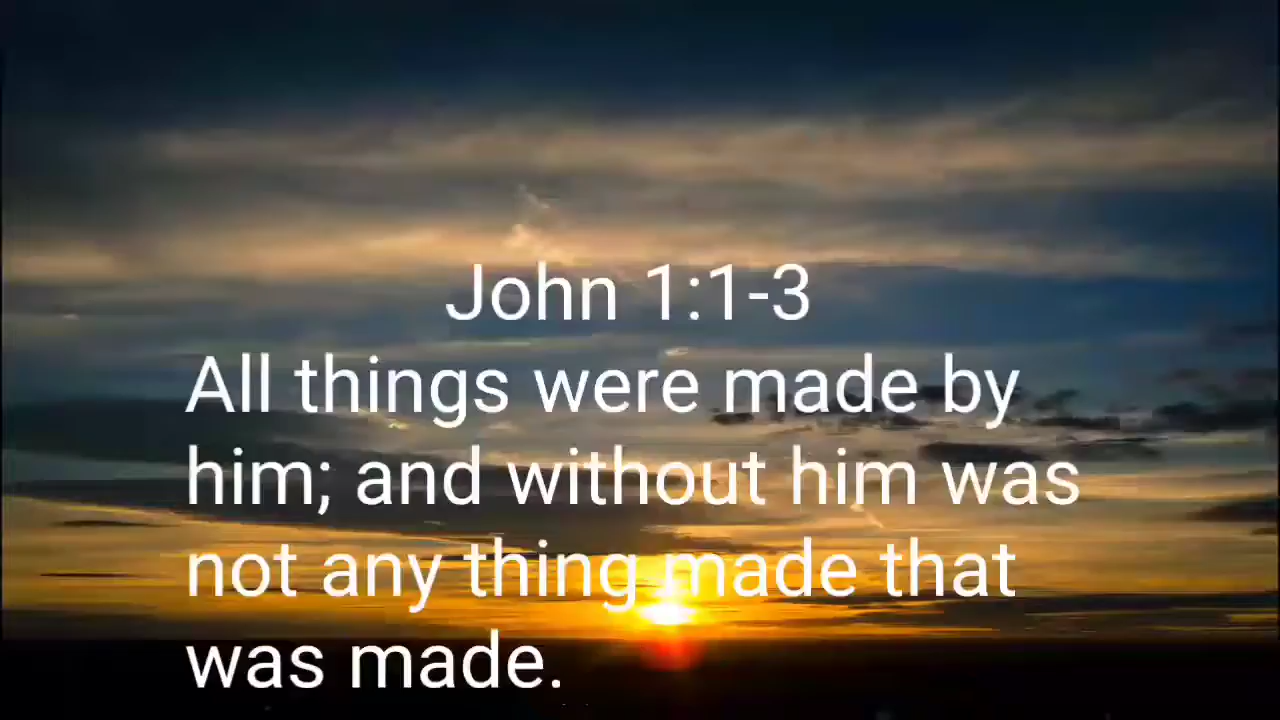 John 1:1-3
All things were made by
him; and without him was
not any thing made that
was made.